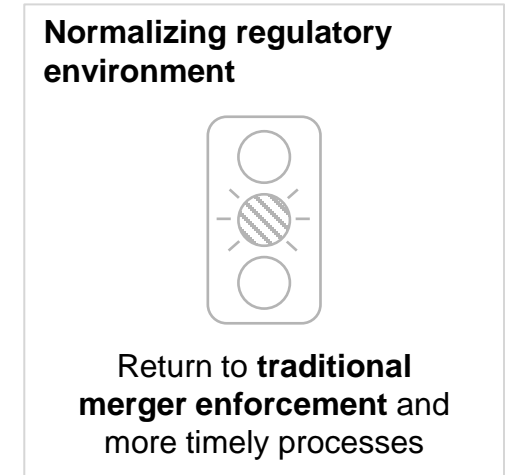 Normalizing regulatory
environment
Return to traditional
merger enforcement and
more timely processes